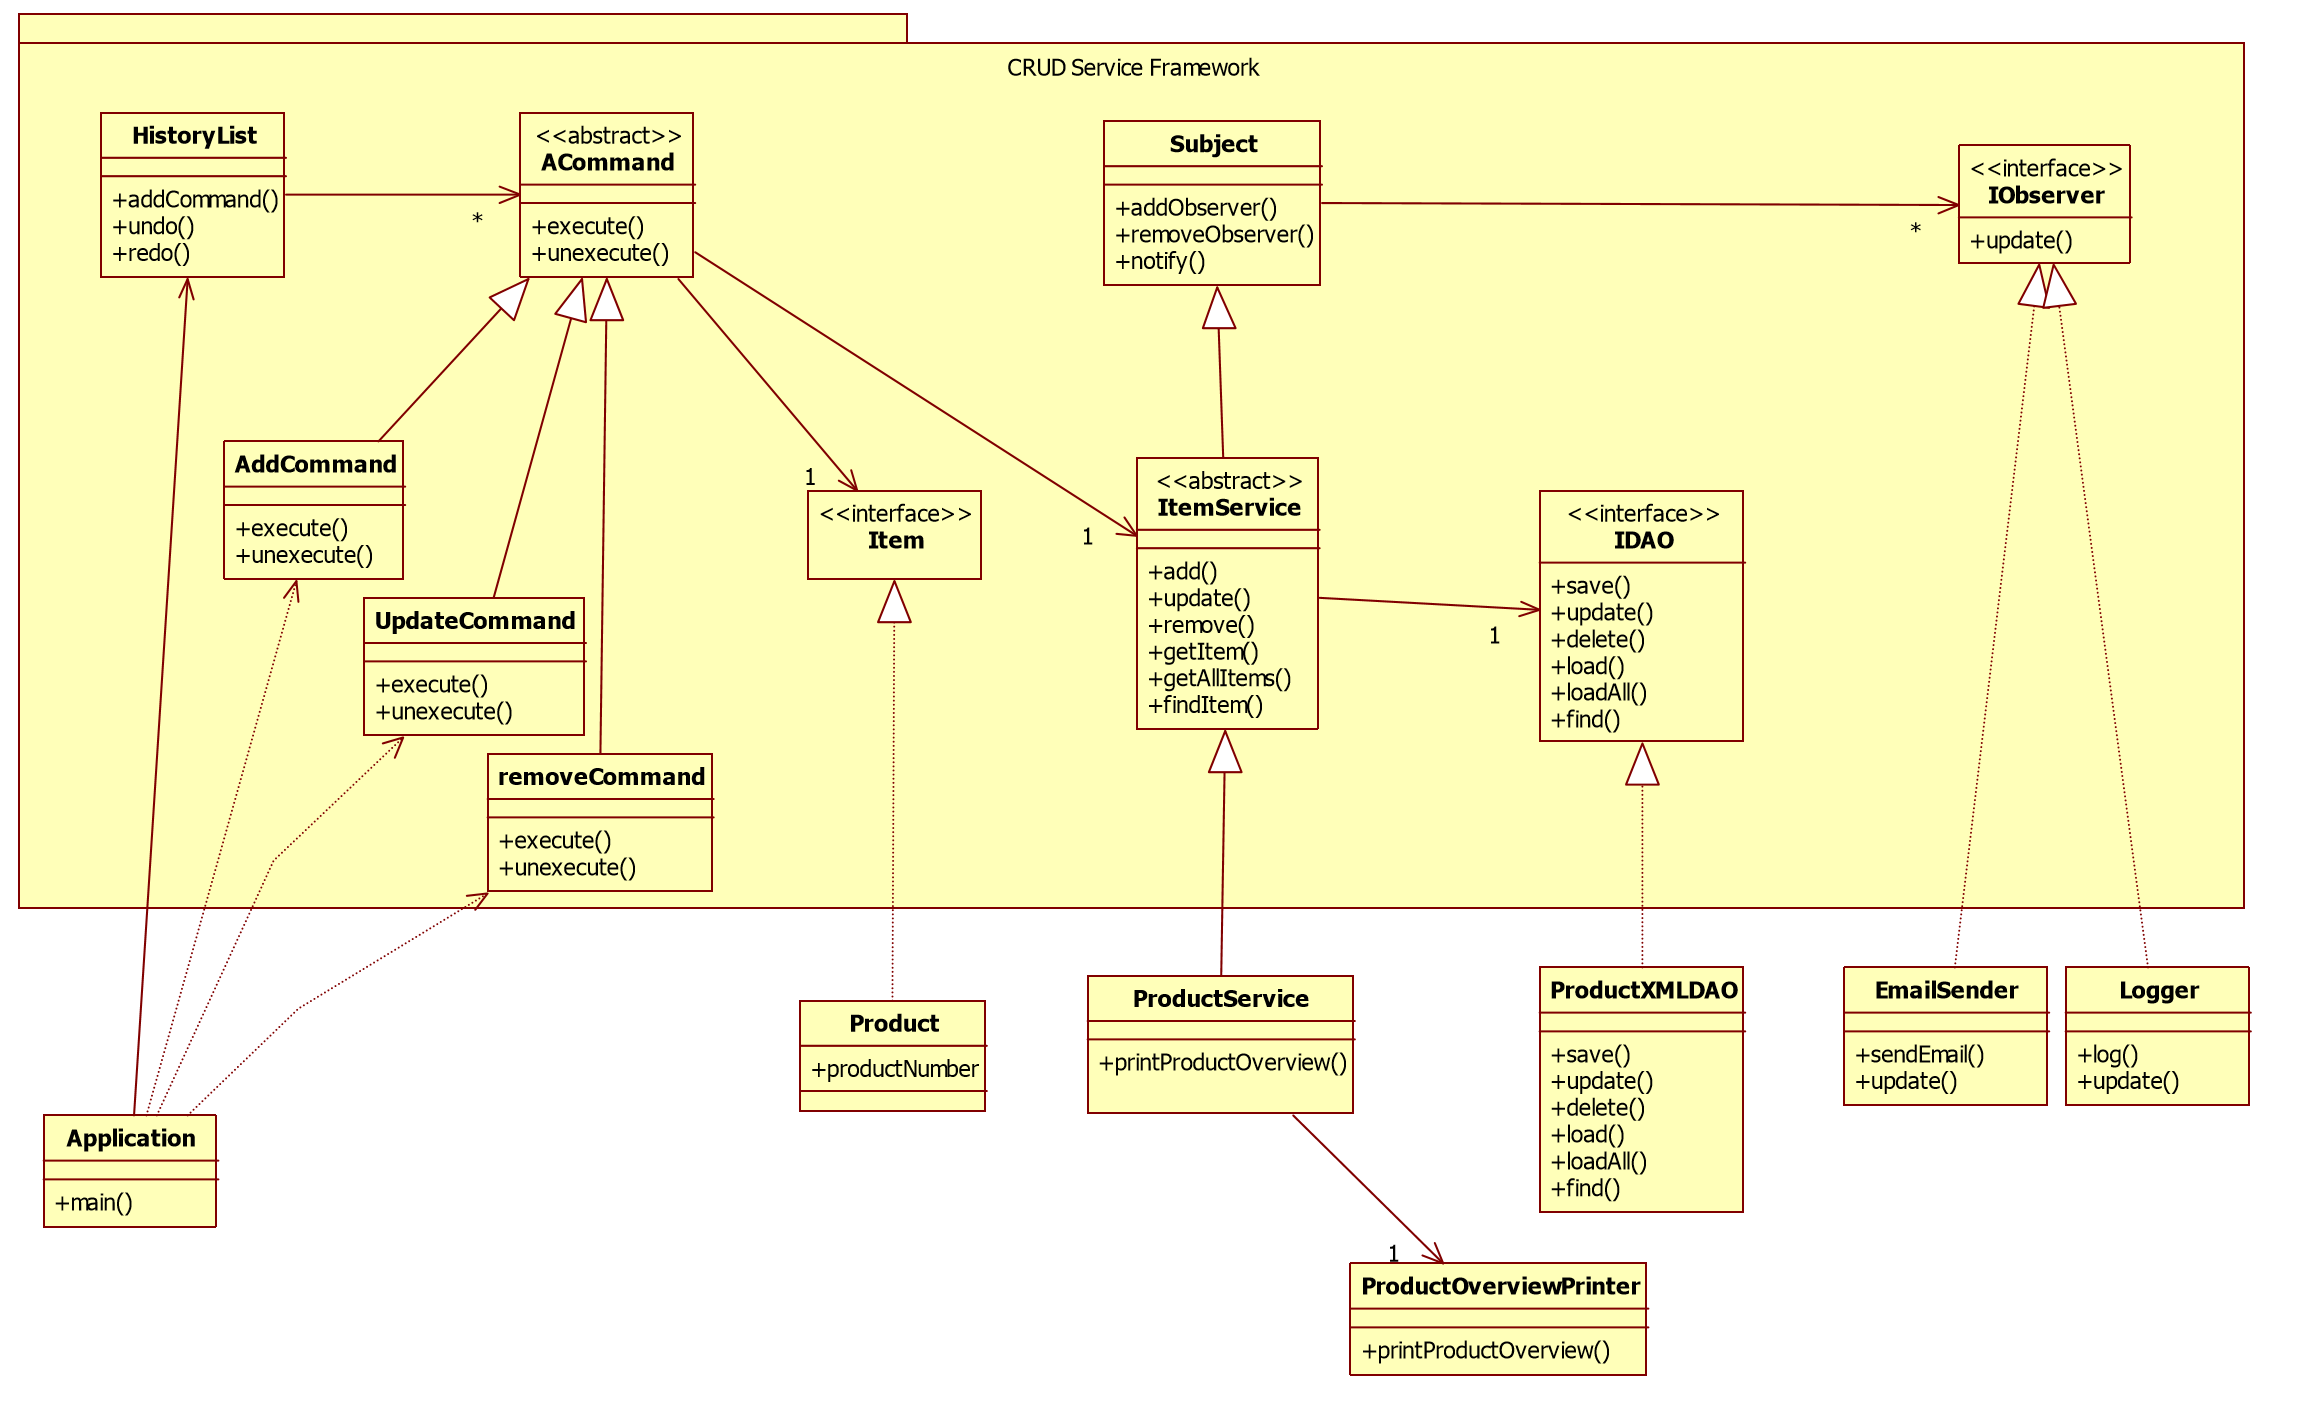 CRUD Service Framework
HistoryList
+addCommand()
+undo()
+redo()
*
<<abstract>>
ACommand
+execute()
+unexecute()
Subject
+addObserver()
+removeObserver()
+notify()
*
<<interface>>
IObserver
+update()
AddCommand
+execute()
+unexecute()
UpdateCommand
+execute()
+unexecute()
removeCommand
+execute()
+unexecute()
1
<<interface>>
Item
1
<<abstract>>
ItemService
+add()
+update()
+remove()
+getItem()
+getAllItems()
+findItem()
1
<<interface>>
IDAO
+save()
+update()
+delete()
+load()
+loadAll()
+find()
Application
+main()
Product
+productNumber
ProductService
+printProductOverview()
ProductXMLDAO
+save()
+update()
+delete()
+load()
+loadAll()
+find()
EmailSender
+sendEmail()
+update()
Logger
+log()
+update()
1
ProductOverviewPrinter
+printProductOverview()